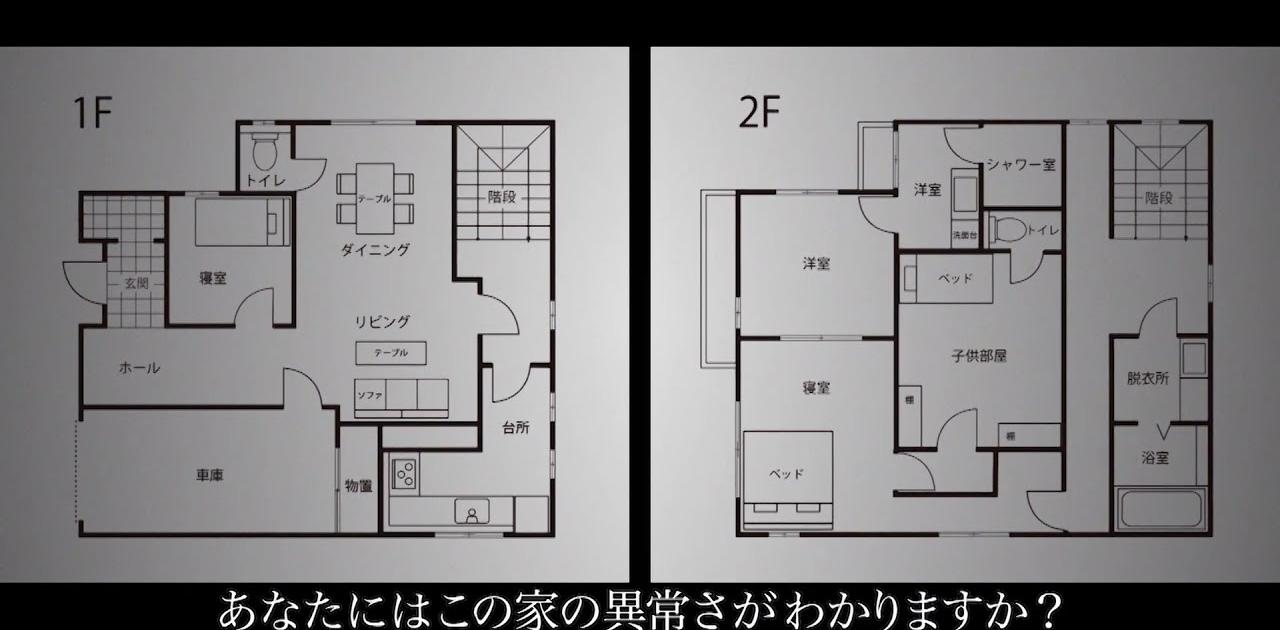 1F
トイレ
テーブル
階段
ダイニング
玄関
寝室
リビング
テーブル
ホール
ソファ
台所
車庫
物置
2F
シャワー室
洋室
階段
洗面台
トイレ
洋室
ベッド
子供部屋
脱衣所
寝室
棚
棚
浴室
ベッド
あなたにはこの家の異常さがわかりますか？